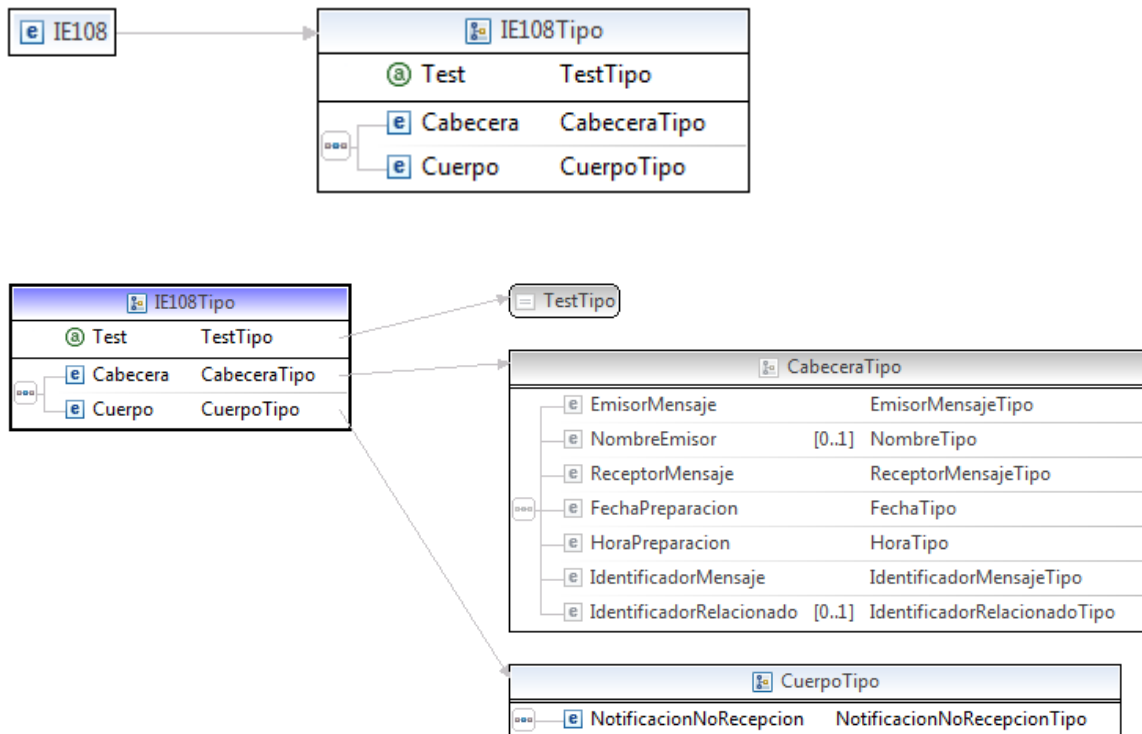 e IE108
IE108Tipo
a Test TestTipo
e Cabecera CabeceraTipo
e Cuerpo CuerpoTipo
IE108Tipo
a Test TestTipo
e Cabecera CabeceraTipo
e Cuerpo CuerpoTipo
TestTipo
CabeceraTipo
e EmisorMensaje EmisorMensajeTipo
e NombreEmisor [0..1] NombreTipo
e ReceptorMensaje ReceptorMensajeTipo
e FechaPreparacion FechaTipo
e HoraPreparacion HoraTipo
e IdentificadorMensaje IdentificadorMensajeTipo
e IdentificadorRelacionado [0..1] IdentificadorRelacionadoTipo
CuerpoTipo
e NotificacionNoRecepcion NotificacionNoRecepcionTipo